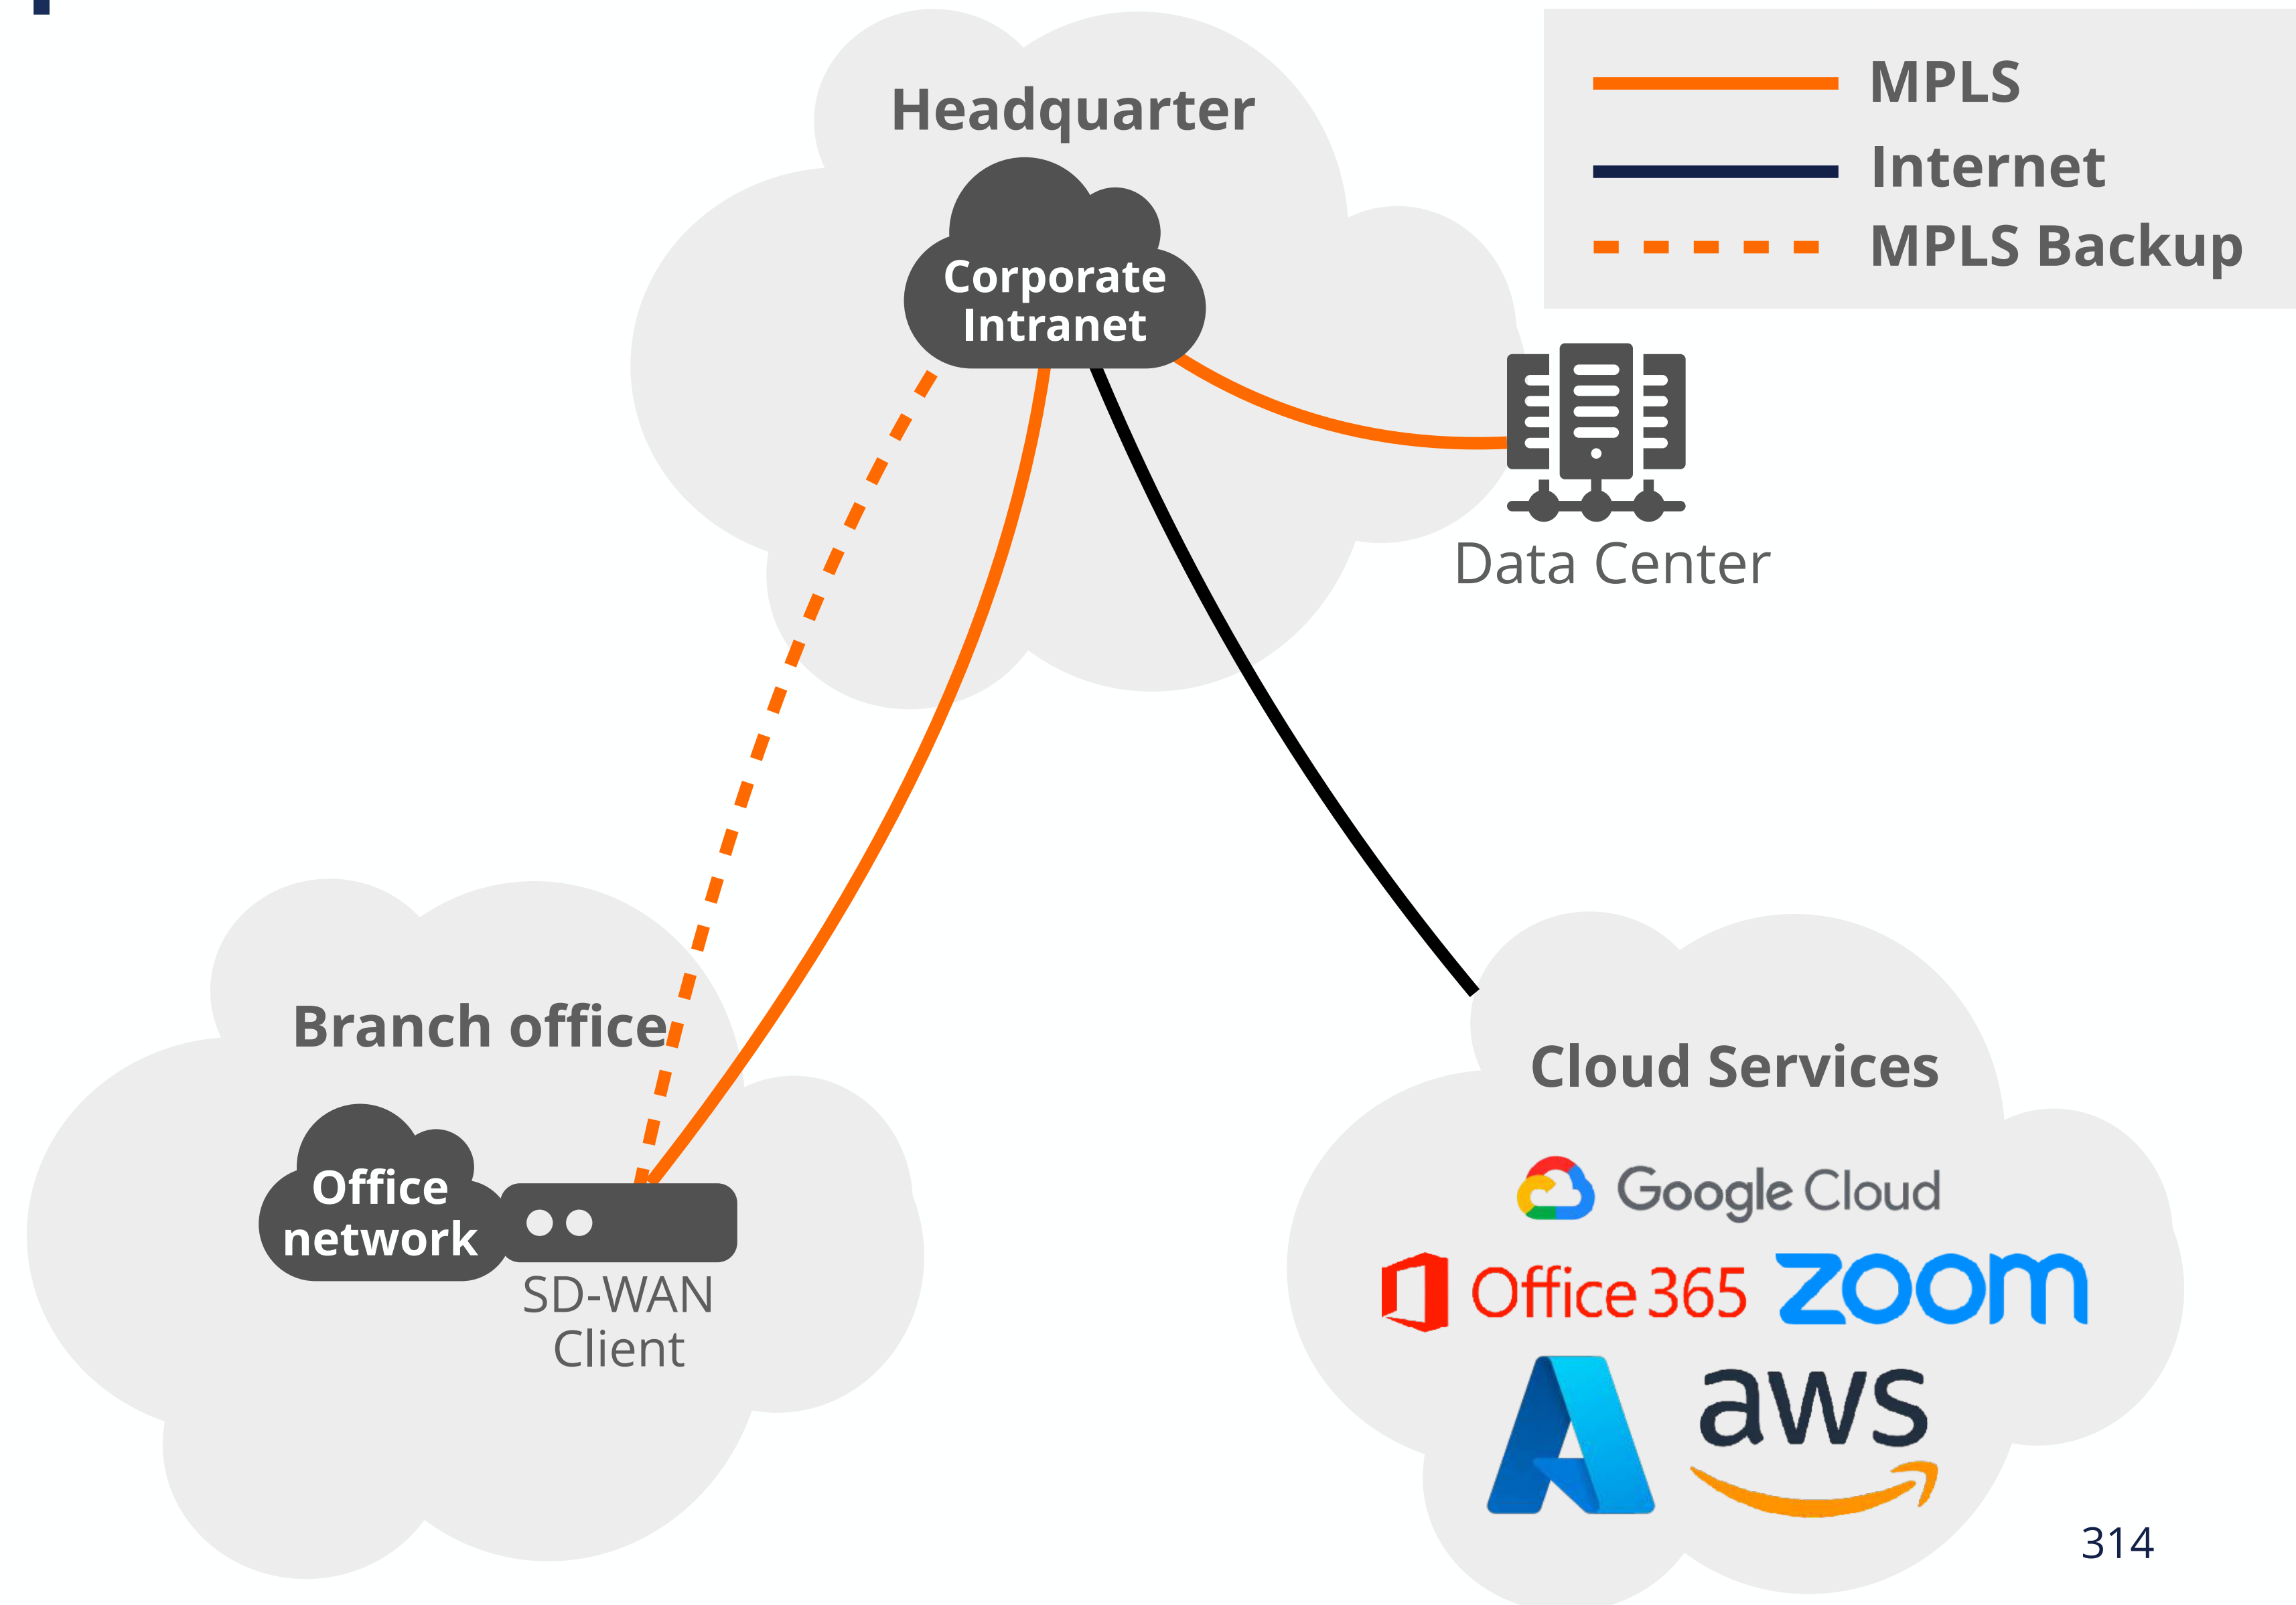 Headquarter
MPLS
Internet
MPLS Backup
Corporate
Intranet
Data Center
Branch office
Office
network
SD-WAN
Client
Cloud Services
Google Cloud
Office 365
zoom
aws
314